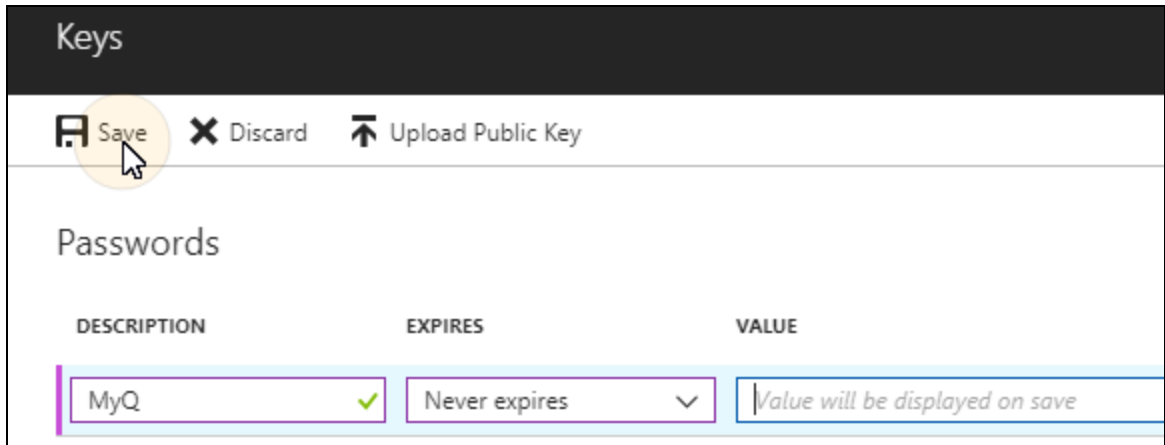 Keys
Save Discard Upload Public Key
Passwords
DESCRIPTION EXPIRES VALUE
MyQ Never expires Value will be displayed on save